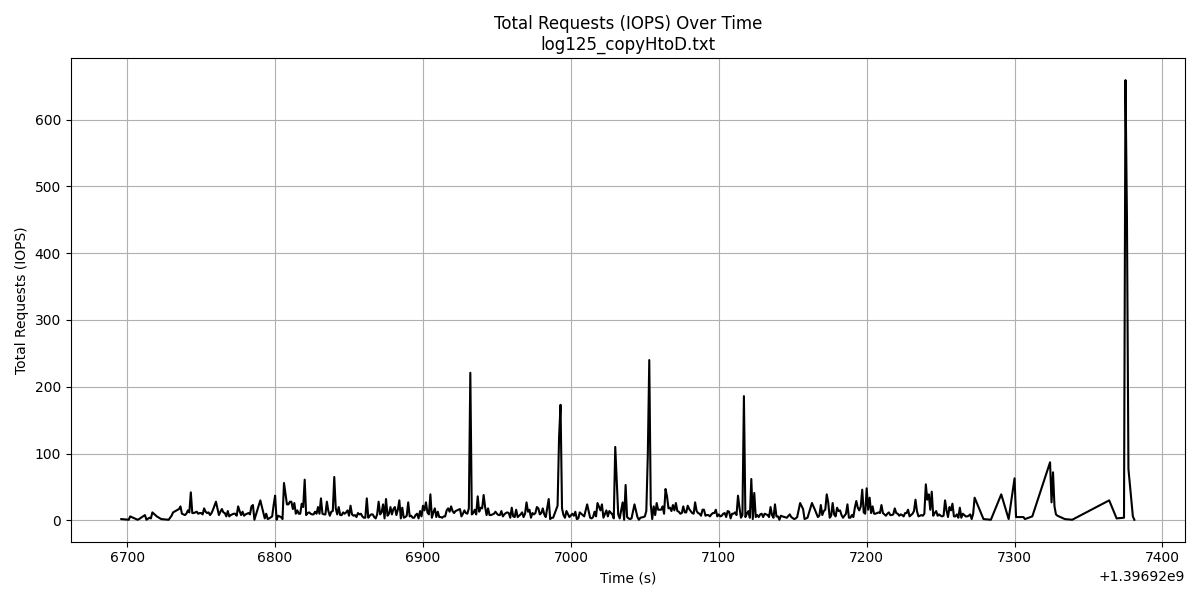 Total Requests (IOPS) Over Time
log125_copyHtoD.txt
Total Requests (IOPS)
600
500
400
300
200
100
0
6700 6800 6900 7000 7100 7200 7300 7400
Time (s)
+1.39692e9